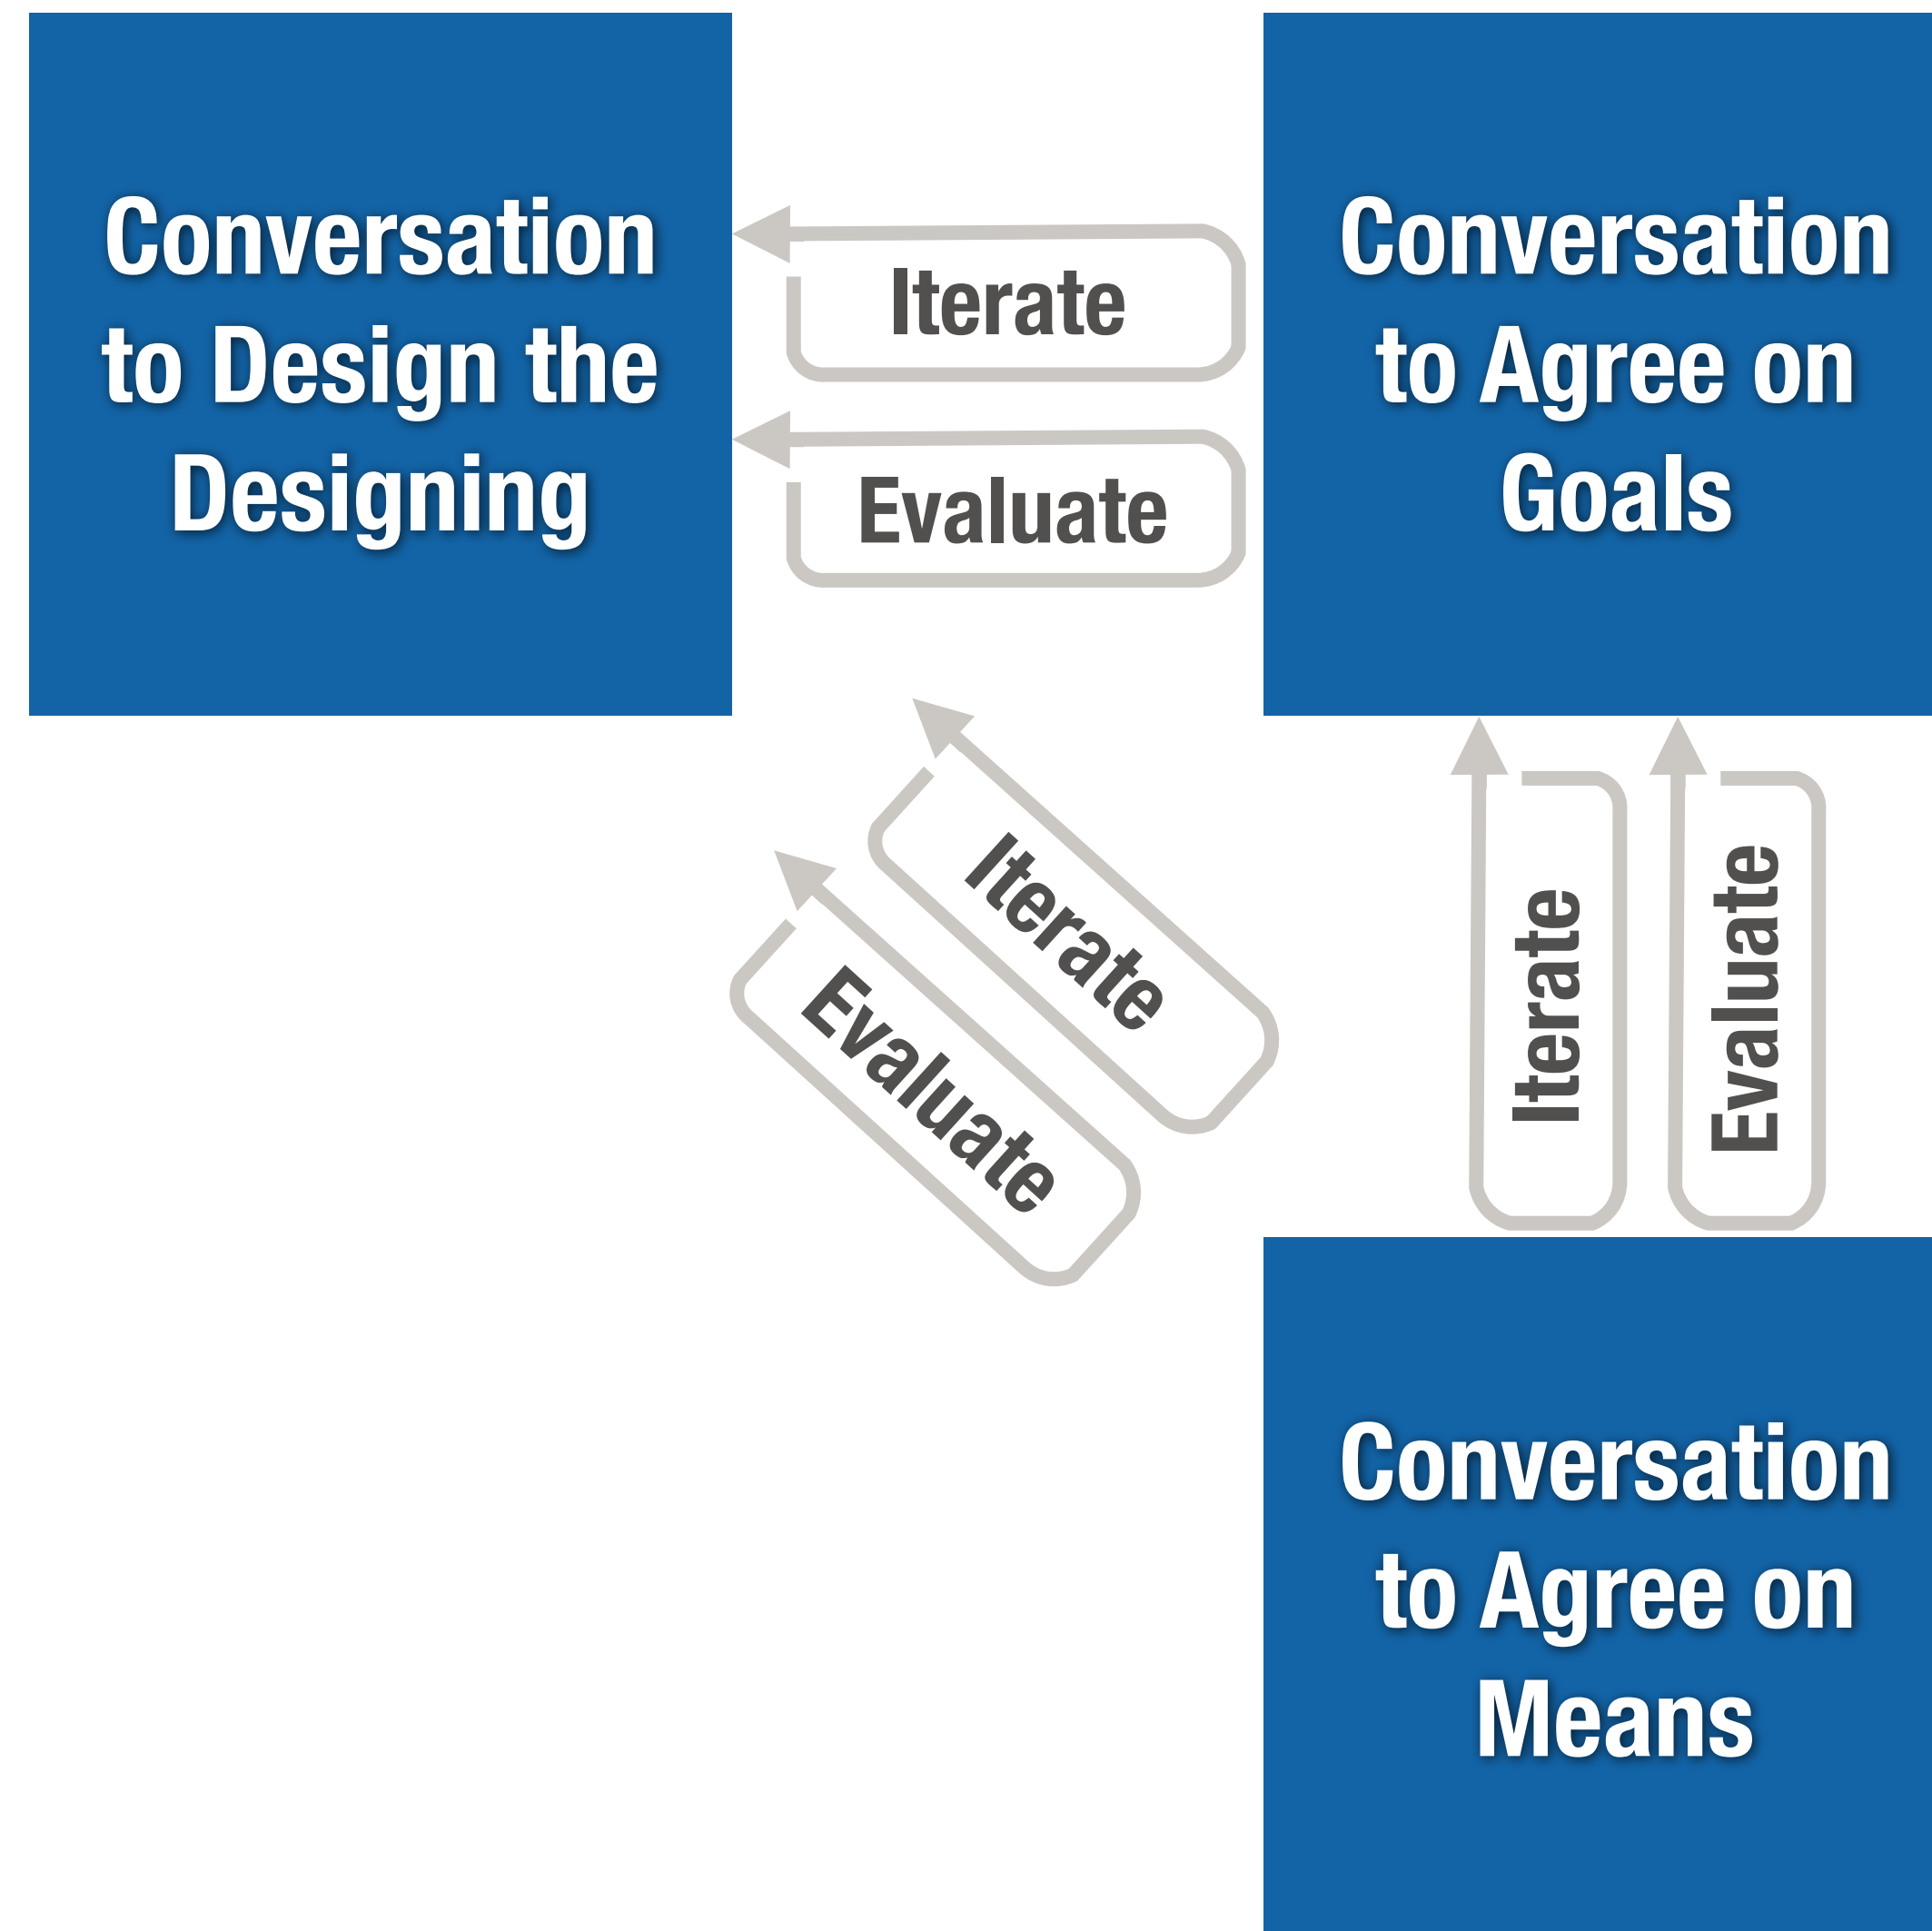 Conversation
to Design the
Designing
Iterate
Evaluate
Conversation
to Agree on
Goals
Iterate
Evaluate
Iterate
Evaluate
Conversation
to Agree on
Means